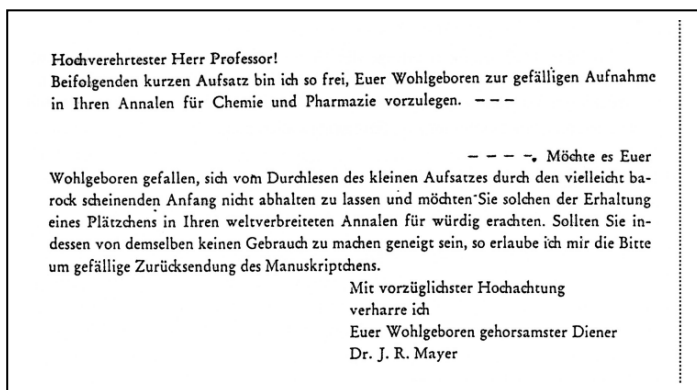 Hochverehrtester Herr Professor!
Beifolgenden kurzen Aufsatz bin ich so frei, Euer Wohlgeboren zur gefälligen Aufnahme
in Ihren Annalen für Chemie und Pharmazie vorzulegen. – – –
– – – –. Möchte es Euer
Wohlgeboren gefallen, sich vom Durchlesen des kleinen Aufsatzes durch den vielleicht ba-
rock scheinenden Anfang nicht abhalten zu lassen und möchten Sie solchen der Erhaltung
eines Plätzchens in Ihren weltverbreiteten Annalen für würdig erachten. Sollten Sie in-
dessen von demselben keinen Gebrauch zu machen geneigt sein, so erlaube ich mir die Bitte
um gefällige Zurücksendung des Manuskriptchens.
Mit vorzüglichster Hochachtung
verharre ich
Euer Wohlgeboren gehorsamster Diener
Dr. J. R. Mayer